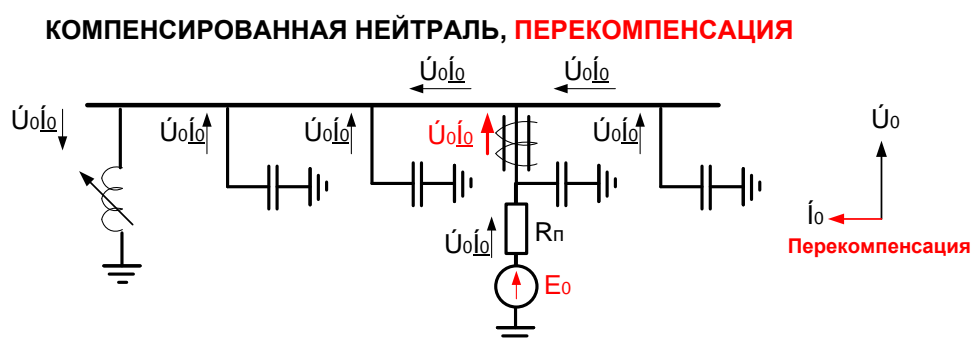 КОМПЕНСИРОВАННАЯ НЕЙТРАЛЬ, ПЕРЕКОМПЕНСАЦИЯ
Ú0Í0 Ú0Í0
Ú0Í0 Ú0Í0 Ú0Í0 Ú0Í0 Ú0Í0 Ú0
Í0
Ú0Í0 Rп Перекомпенсация
E0